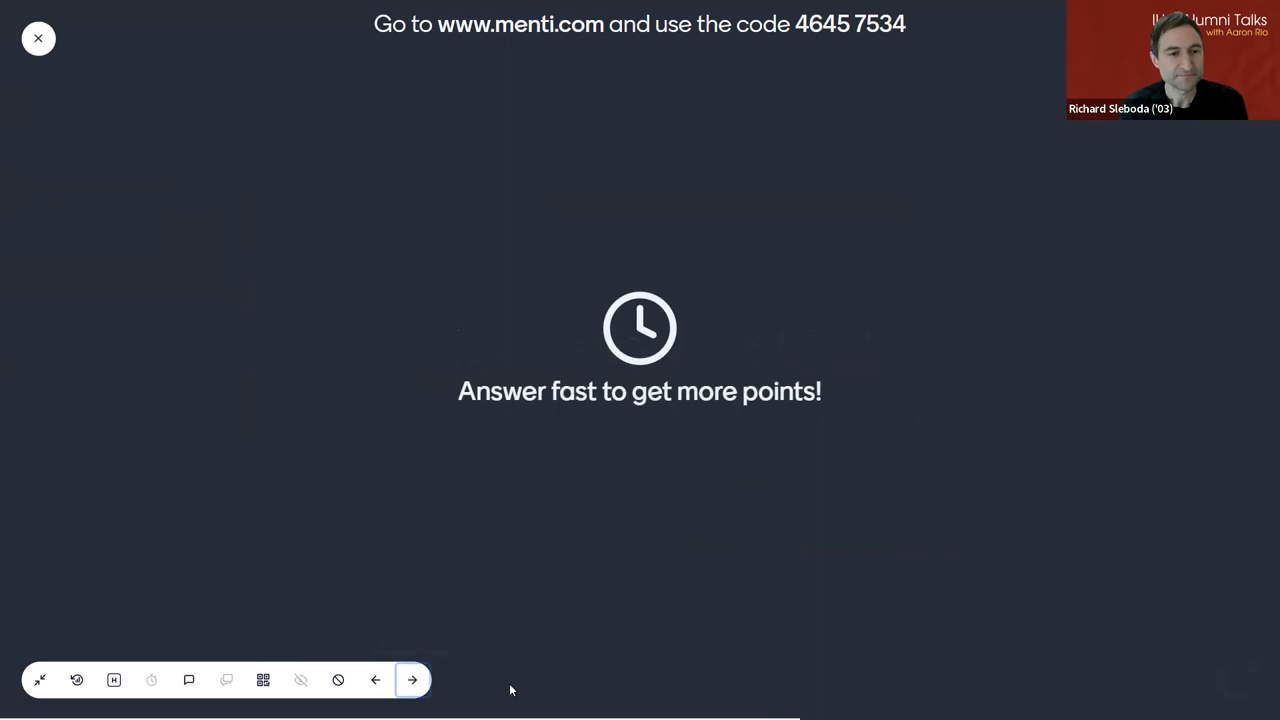 Go to www.menti.com and use the code 4645 7534
Alumni Talks
with Aaron Rio
Richard Sleboda ('03)
Answer fast to get more points!
H